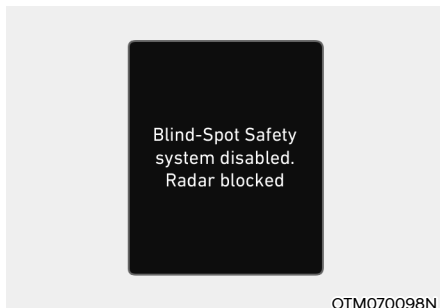 Blind-Spot Safety
system disabled.
Radar blocked
OTM070098N